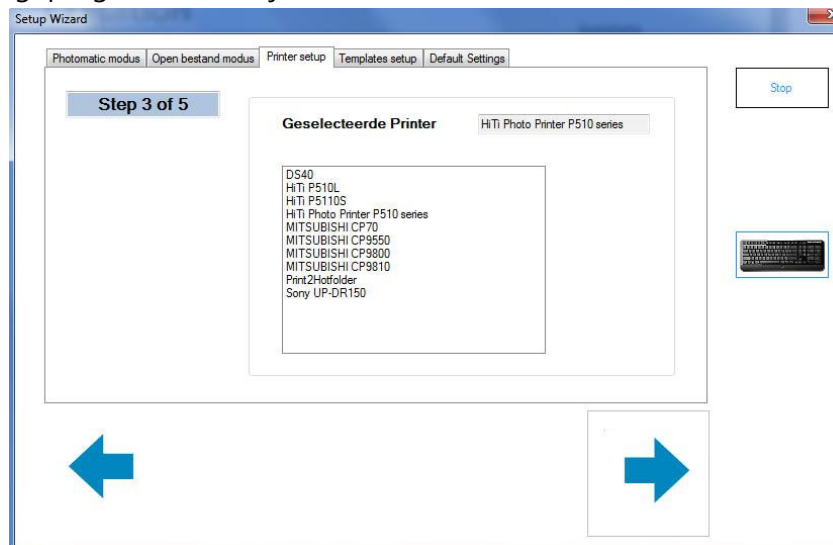 Setup Wizard
Photomatic modus
Open bestand modus
Printer setup
Templates setup
Default Settings
Step 3 of 5
Stop
Geselecteerde Printer
HiTi Photo Printer P510 series
DS40
HiTi P510L
HiTi P5110S
HiTi Photo Printer P510 series
MITSUBISHI CP70
MITSUBISHI CP9550
MITSUBISHI CP9800
MITSUBISHI CP9810
Print2Hotfolder
Sony UP-DR150